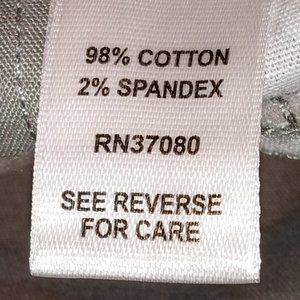 98% COTTON
2% SPANDEX
RN37080
SEE REVERSE
FOR CARE